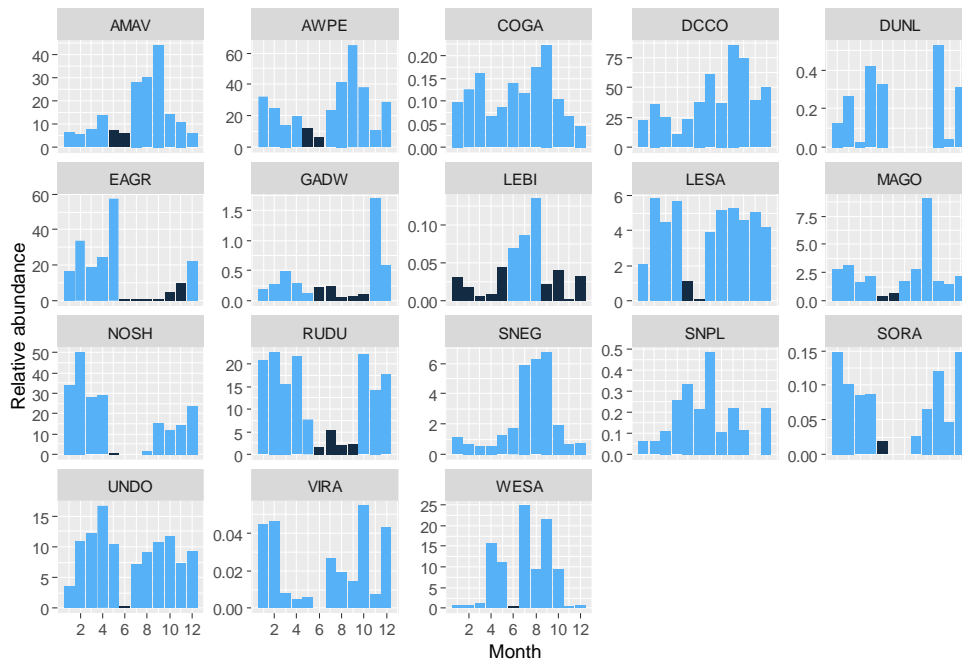 AMAV AWPE COGA DCCO DUNL
40 60 0.20 75 0.4
30 40 0.15 50 0.2
20 20 0.10 25 0.0
10 0 0.05 0
0 0.00
EAGR GADW LEBI LESA MAGO
60 1.5 0.10 6 7.5
40 1.0 0.05 4 5.0
20 0.5 0.00 2 2.5
0 0.0 0 0.0
NOSH RUDU SNEG SNPL SORA
50 20 6 0.5 0.15
40 15 4 0.4 0.10
30 10 2 0.3 0.05
20 5 0 0.2 0.00
10 0 0.1
0 0.0
UNDO VIRA WESA
15 0.04 25
10 0.02 20
5 0.00 15
0 10
5
0
2 4 6 8 10 12 2 4 6 8 10 12 2 4 6 8 10 12
Relative abundance
Month